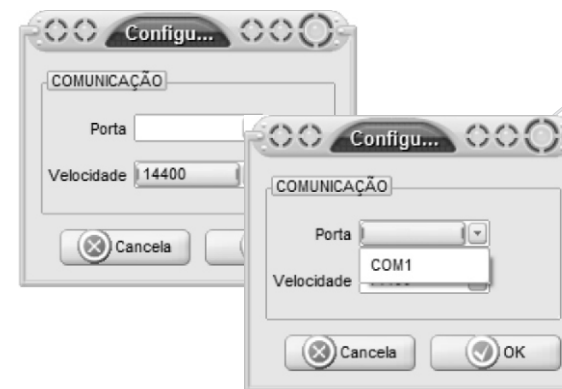 Configu...
COMUNICAÇÃO
Porta
Velocidade 14400
Cancela
Configu...
COMUNICAÇÃO
Porta
COM1
Velocidade
Cancela OK